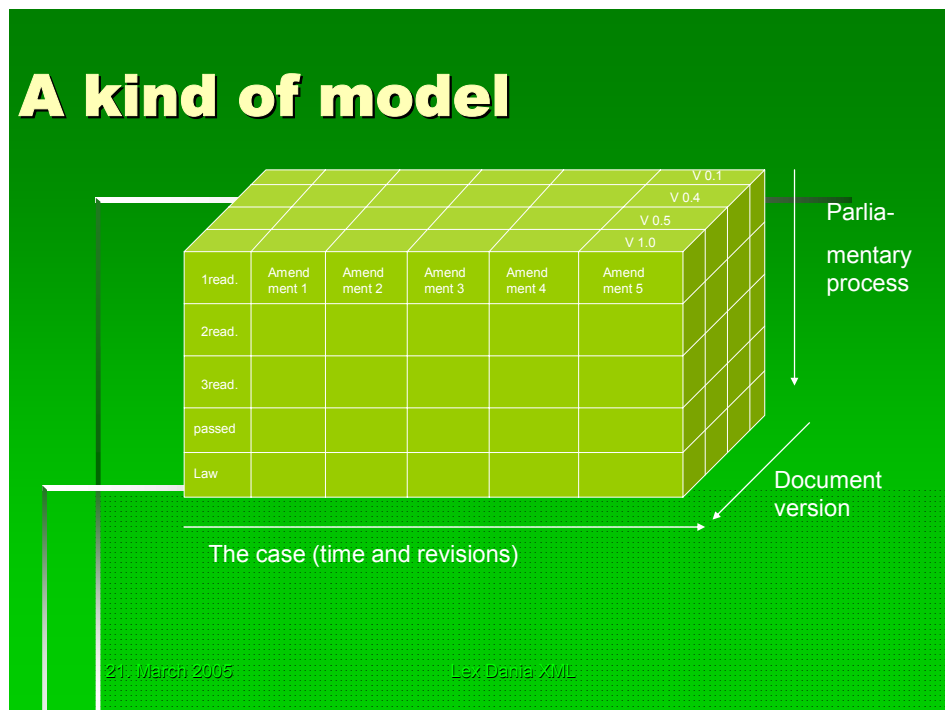 A kind of model
V 0.1
V 0.4
V 0.5
V 1.0
Parlia-
mentary
process
1read.
Amend
ment 1
Amend
ment 2
Amend
ment 3
Amend
ment 4
Amend
ment 5
2read.
3read.
passed
Law
Document
version
The case (time and revisions)
21. March 2005
Lex Dania XML